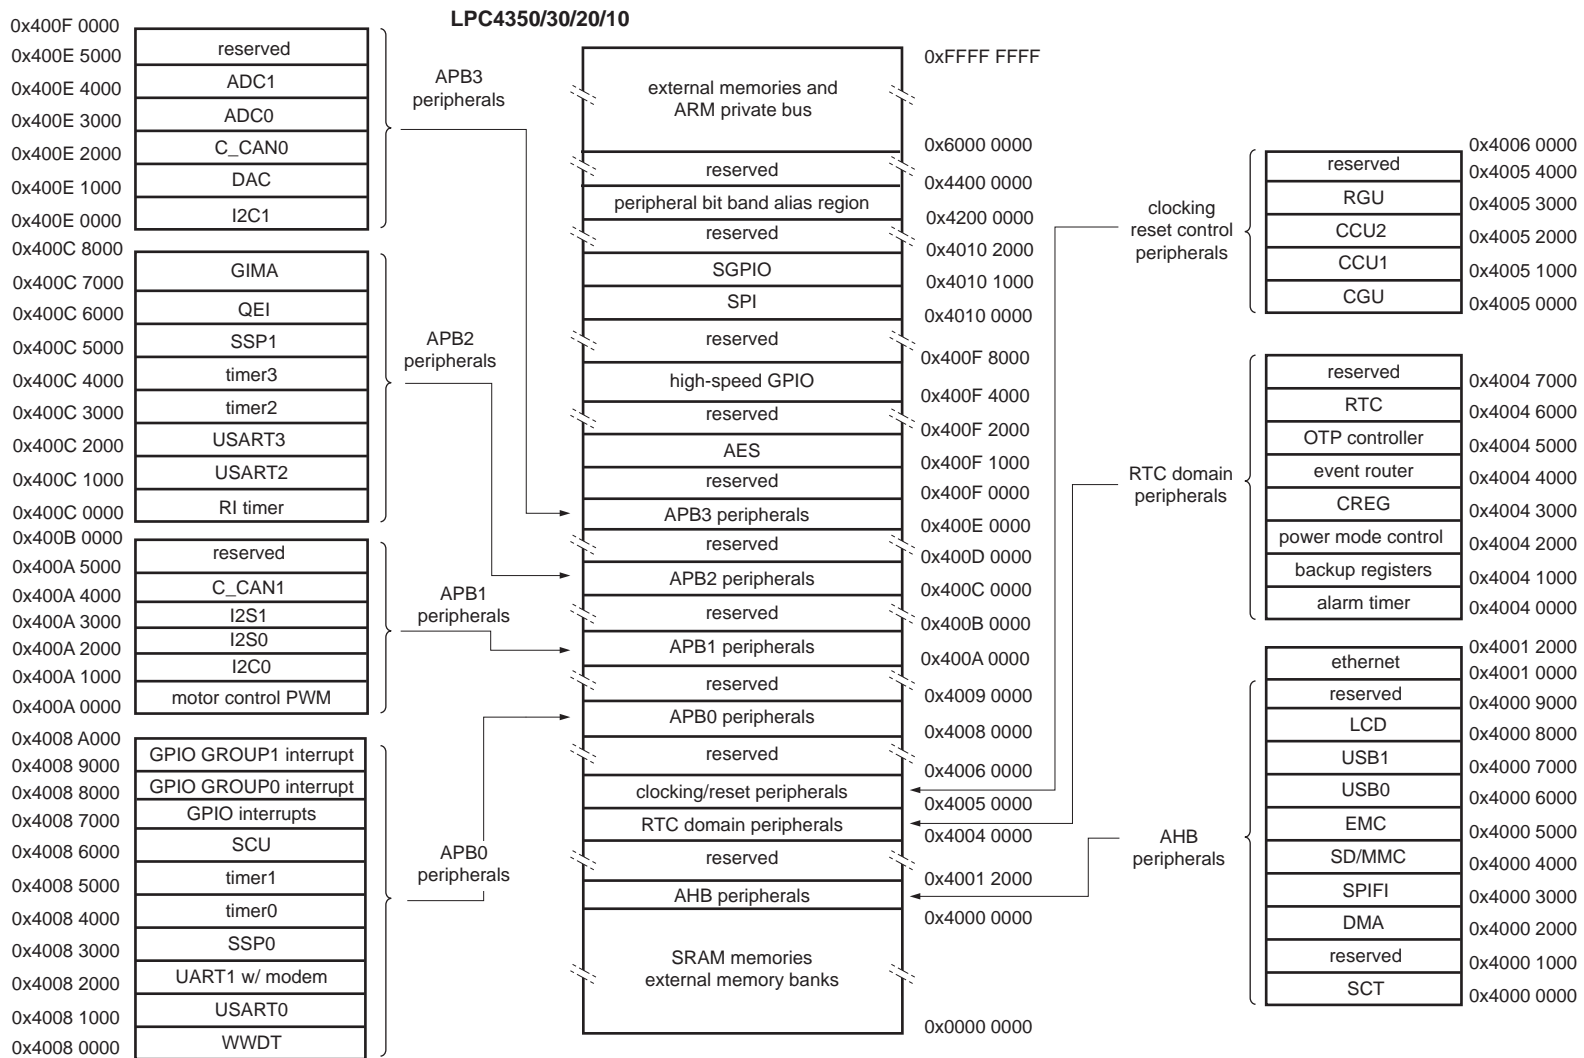 LPC4350/30/20/10
0x400F 0000
reserved
0x400E 5000
ADC1
0x400E 4000
ADC0
0x400E 3000
C_CAN0
0x400E 2000
DAC
0x400E 1000
I2C1
0x400E 0000
APB3
peripherals
0x400C 8000
GIMA
0x400C 7000
QEI
0x400C 6000
SSP1
0x400C 5000
timer3
0x400C 4000
timer2
0x400C 3000
USART3
0x400C 2000
USART2
0x400C 1000
RI timer
0x400C 0000
APB2
peripherals
0x400B 0000
reserved
0x400A 5000
C_CAN1
0x400A 4000
I2S1
0x400A 3000
I2S0
0x400A 2000
I2C0
0x400A 1000
motor control PWM
0x400A 0000
APB1
peripherals
0x4008 A000
GPIO GROUP1 interrupt
0x4008 9000
GPIO GROUP0 interrupt
0x4008 8000
GPIO interrupts
0x4008 7000
SCU
0x4008 6000
timer1
0x4008 5000
timer0
0x4008 4000
SSP0
0x4008 3000
UART1 w/ modem
0x4008 2000
USART0
0x4008 1000
WWDT
0x4008 0000
APB0
peripherals
0xFFFF FFFF
external memories and
ARM private bus
0x6000 0000
reserved
0x4400 0000
peripheral bit band alias region
0x4200 0000
reserved
0x4010 2000
SGPIO
0x4010 1000
SPI
0x4010 0000
reserved
0x400F 8000
high-speed GPIO
0x400F 4000
reserved
0x400F 2000
AES
0x400F 1000
reserved
0x400F 0000
APB3 peripherals
0x400E 0000
reserved
0x400D 0000
APB2 peripherals
0x400C 0000
reserved
0x400B 0000
APB1 peripherals
0x400A 0000
reserved
0x4009 0000
APB0 peripherals
0x4008 0000
reserved
0x4006 0000
clocking/reset peripherals
0x4005 0000
RTC domain peripherals
0x4004 0000
reserved
0x4001 2000
AHB peripherals
0x4000 0000
SRAM memories
external memory banks
0x0000 0000
clocking
reset control
peripherals
0x4006 0000
reserved
0x4005 4000
RGU
0x4005 3000
CCU2
0x4005 2000
CCU1
0x4005 1000
CGU
0x4005 0000
RTC domain
peripherals
reserved
0x4004 7000
RTC
0x4004 6000
OTP controller
0x4004 5000
event router
0x4004 4000
CREG
0x4004 3000
power mode control
0x4004 2000
backup registers
0x4004 1000
alarm timer
0x4004 0000
AHB
peripherals
0x4001 2000
ethernet
0x4001 0000
reserved
0x4000 9000
LCD
0x4000 8000
USB1
0x4000 7000
USB0
0x4000 6000
EMC
0x4000 5000
SD/MMC
0x4000 4000
SPIFI
0x4000 3000
DMA
0x4000 2000
reserved
0x4000 1000
SCT
0x4000 0000